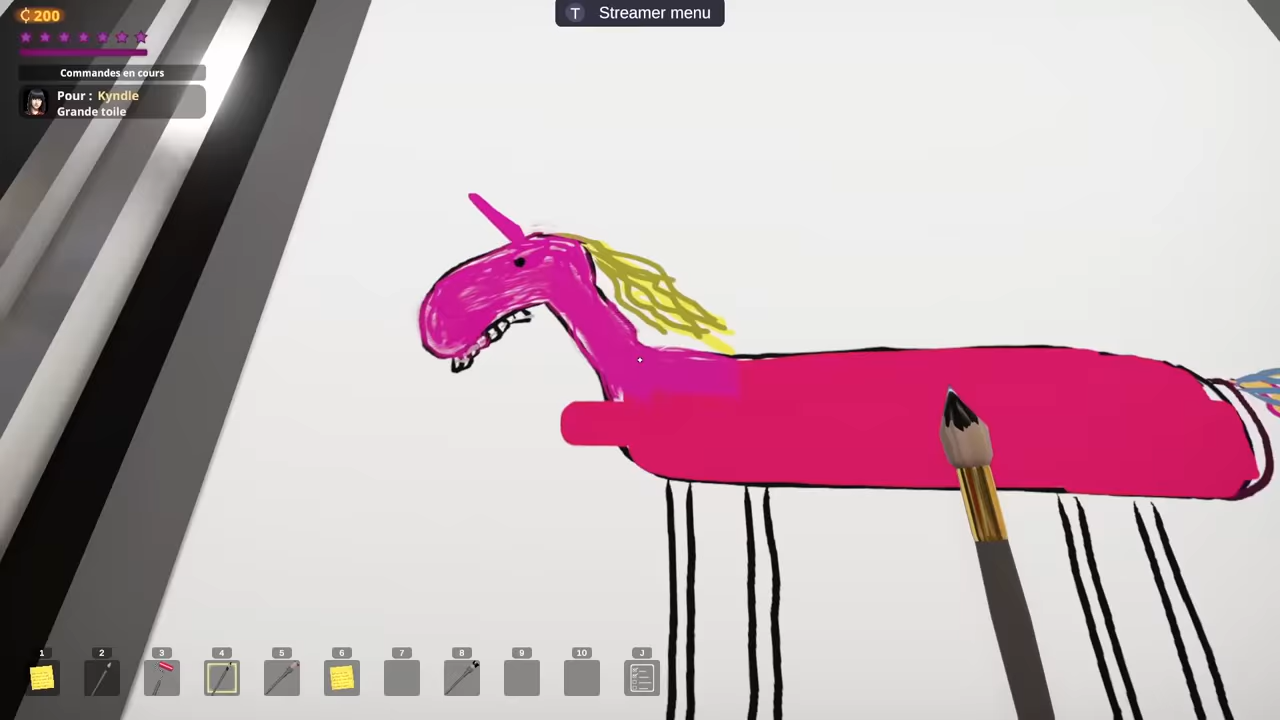 200
T Streamer menu
Commandes en cours
Pour : Kyndle
Grande toile
1 2 3 4 5 6 7 8 9 10 J